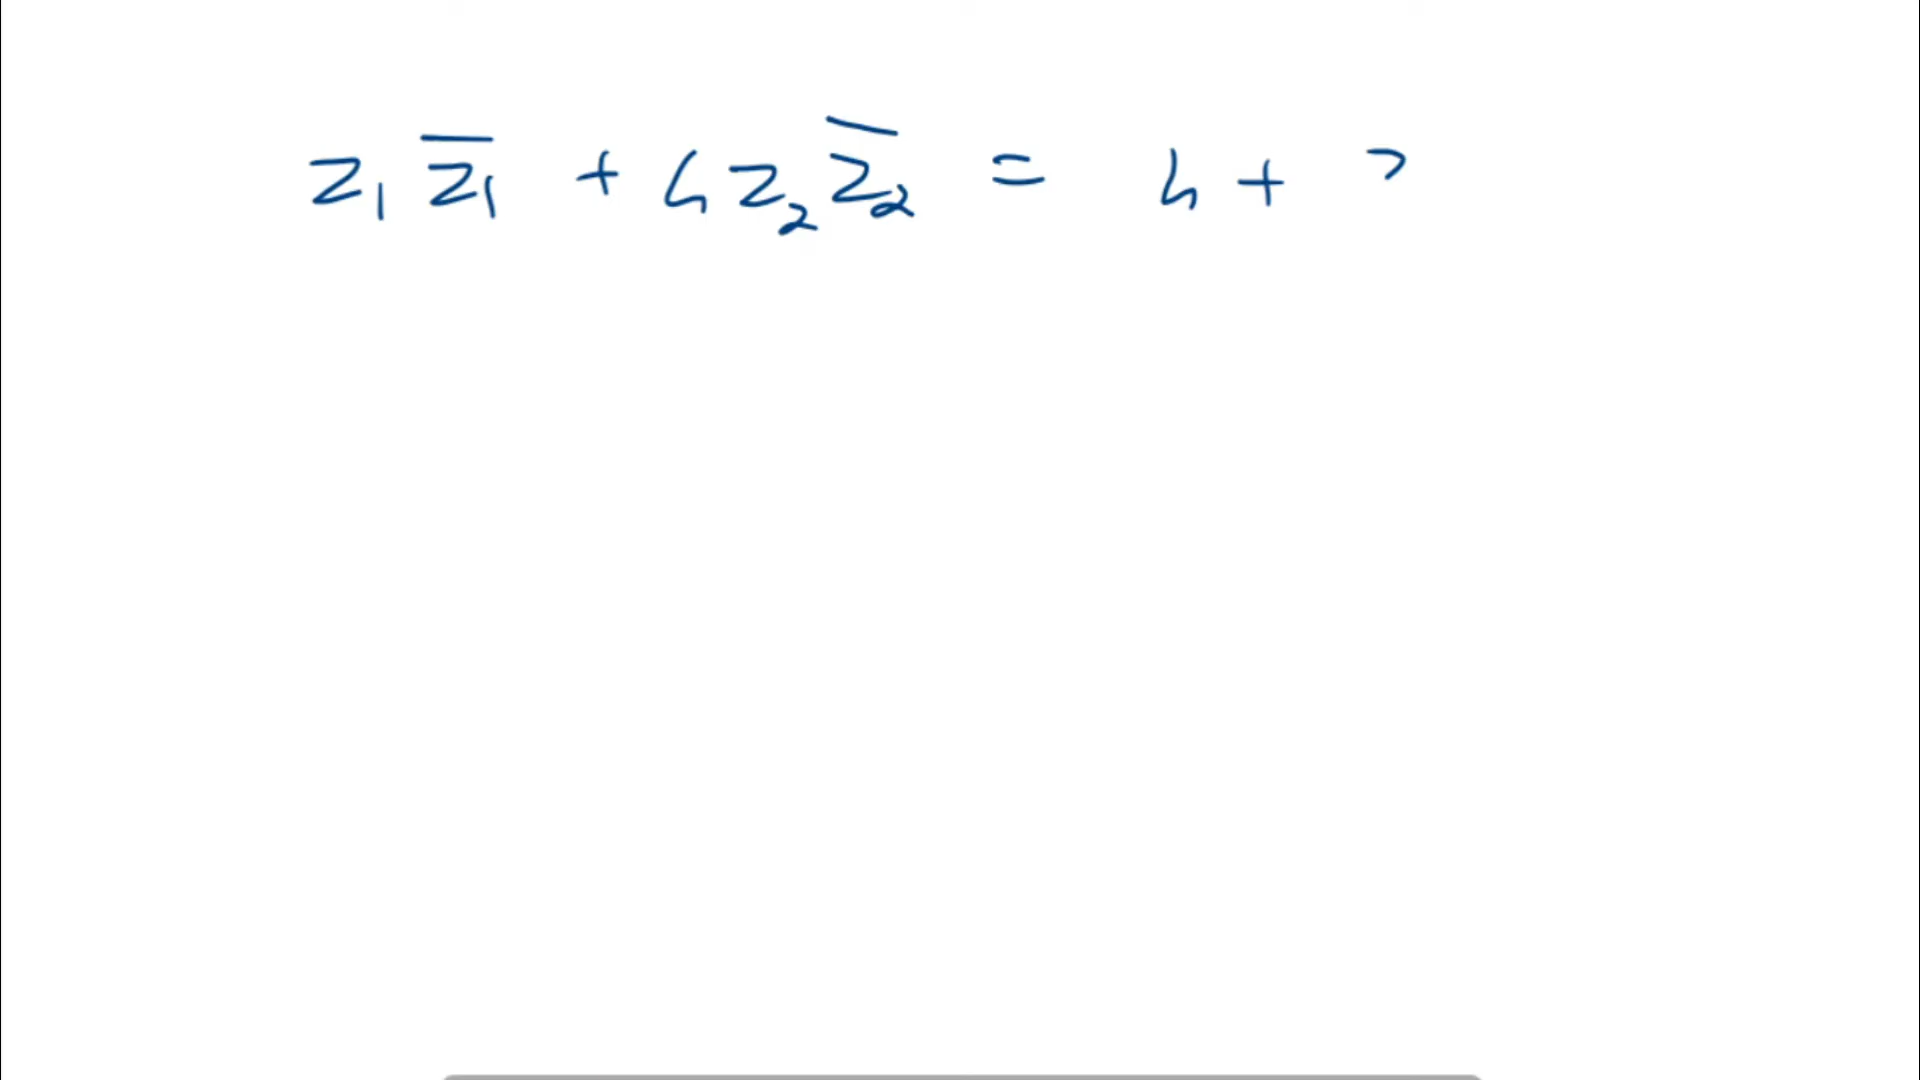 z₁ z̅₁ + 4 z₂ z̅₂ = 4 +